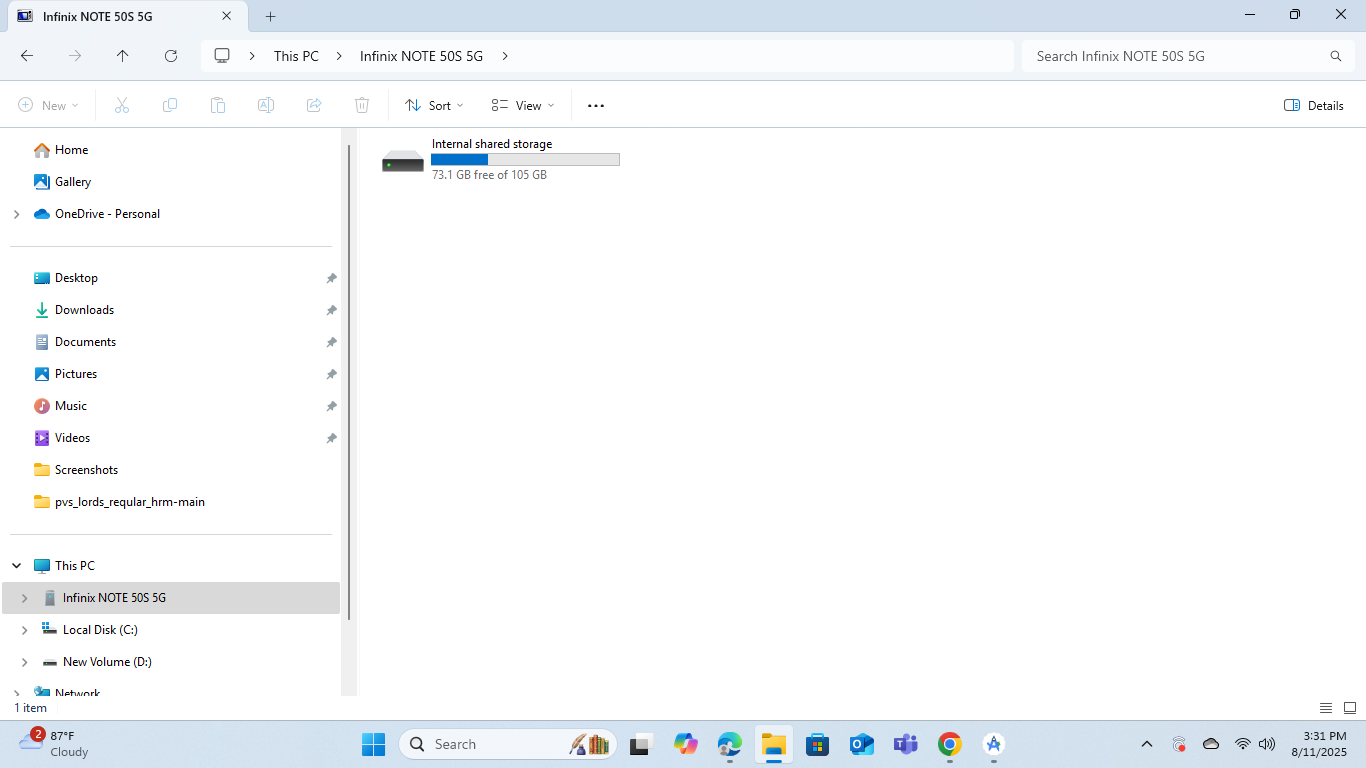 Infinix NOTE 50S 5G
This PC
Infinix NOTE 50S 5G
Search Infinix NOTE 50S 5G
New
Sort
View
Details
Home
Gallery
OneDrive - Personal
Desktop
Downloads
Documents
Pictures
Music
Videos
Screenshots
pvs_lords_reqular_hrm-main
This PC
Infinix NOTE 50S 5G
Local Disk (C:)
New Volume (D:)
Network
Internal shared storage
73.1 GB free of 105 GB
1 item
2
87°F
Cloudy
Search
3:31 PM
8/11/2025